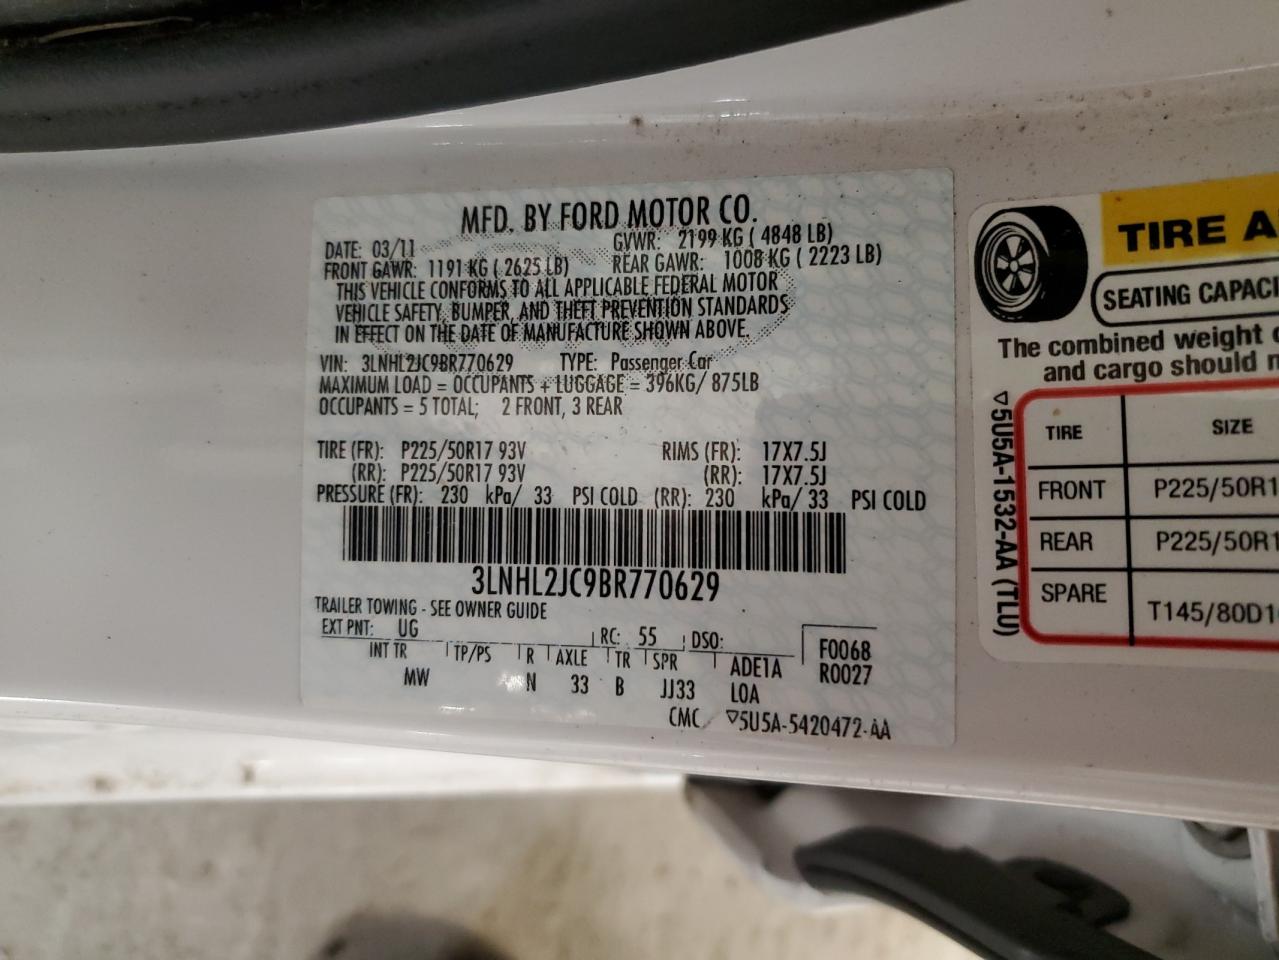 MFD. BY FORD MOTOR CO.
DATE: 03/11 GVWR: 2199 KG ( 4848 LB)
FRONT GAWR: 1191 KG ( 2625 LB) REAR GAWR: 1008 KG ( 2223 LB)
THIS VEHICLE CONFORMS TO ALL APPLICABLE FEDERAL MOTOR
VEHICLE SAFETY, BUMPER, AND THEFT PREVENTION STANDARDS
IN EFFECT ON THE DATE OF MANUFACTURE SHOWN ABOVE.
VIN: 3LNHL2JC9BR770629 TYPE: Passenger Car
MAXIMUM LOAD = OCCUPANTS + LUGGAGE = 396KG/ 875LB
OCCUPANTS = 5 TOTAL; 2 FRONT, 3 REAR
TIRE (FR): P225/50R17 93V RIMS (FR): 17X7.5J
(RR): P225/50R17 93V (RR): 17X7.5J
PRESSURE (FR): 230 kPa/ 33 PSI COLD (RR): 230 kPa/ 33 PSI COLD
3LNHL2JC9BR770629
TRAILER TOWING - SEE OWNER GUIDE
EXT PNT: UG RC: 55 DSO: F0068
INT TR TP/PS R AXLE TR SPR ADE1A R0027
MW N 33 B JJ33 LOA
CMC ▽5U5A-5420472-AA
TIRE A
SEATING CAPACI
The combined weight
and cargo should
▽5U5A-1532-AA (TLU)
TIRE SIZE
FRONT P225/50R1
REAR P225/50R1
SPARE T145/80D1